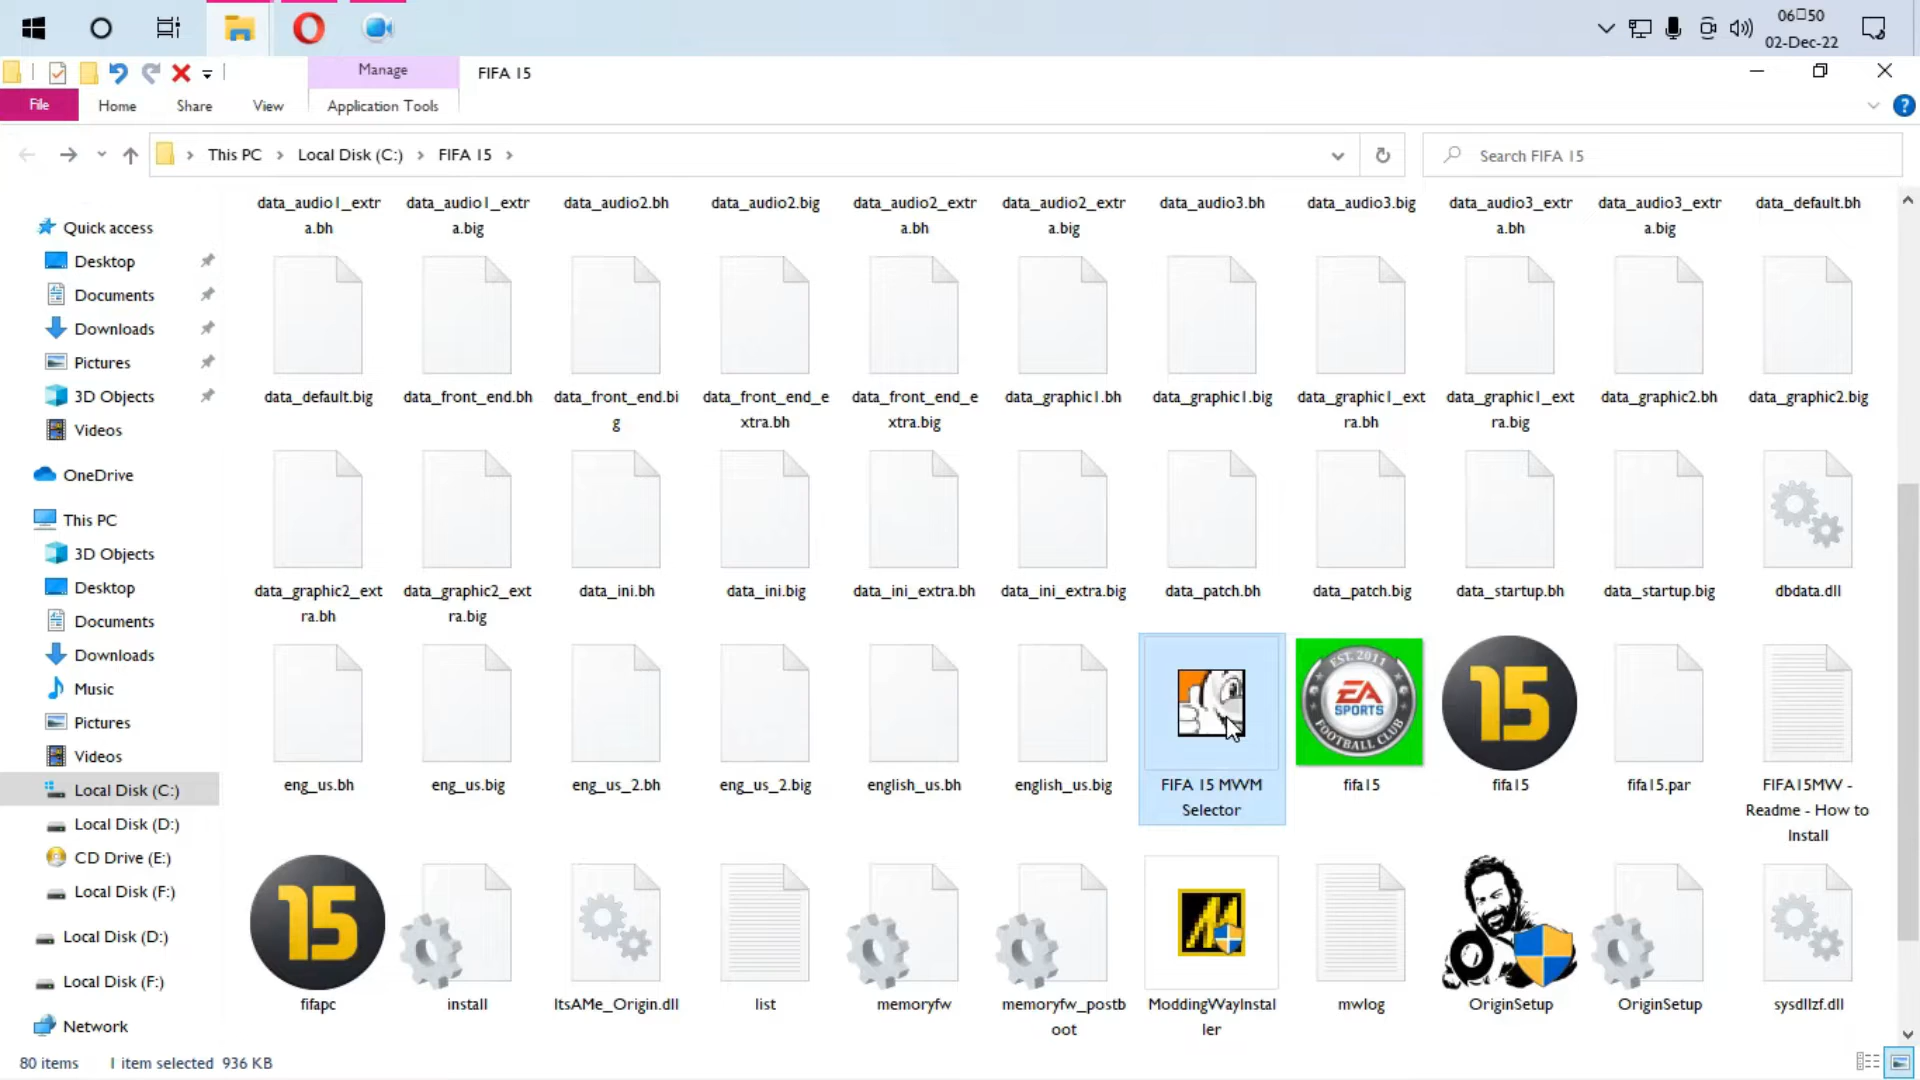 06□50
02-Dec-22
Manage
FIFA 15
File
Home
Share
View
Application Tools
?
This PC
Local Disk (C:)
FIFA 15
Search FIFA 15
Quick access
Desktop
Documents
Downloads
Pictures
3D Objects
Videos
OneDrive
This PC
3D Objects
Desktop
Documents
Downloads
Music
Pictures
Videos
Local Disk (C:)
Local Disk (D:)
CD Drive (E:)
Local Disk (F:)
Local Disk (D:)
Local Disk (F:)
Network
data_audio1_extr
a.bh
data_audio1_extr
a.big
data_audio2.bh
data_audio2.big
data_audio2_extr
a.bh
data_audio2_extr
a.big
data_audio3.bh
data_audio3.big
data_audio3_extr
a.bh
data_audio3_extr
a.big
data_default.bh
data_default.big
data_front_end.bh
data_front_end.bi
g
data_front_end_e
xtra.bh
data_front_end_e
xtra.big
data_graphic1.bh
data_graphic1.big
data_graphic1_ext
ra.bh
data_graphic1_ext
ra.big
data_graphic2.bh
data_graphic2.big
data_graphic2_ext
ra.bh
data_graphic2_ext
ra.big
data_ini.bh
data_ini.big
data_ini_extra.bh
data_ini_extra.big
data_patch.bh
data_patch.big
data_startup.bh
data_startup.big
dbdata.dll
EST. 2011
EA
SPORTS
FOOTBALL CLUB
15
eng_us.bh
eng_us.big
eng_us_2.bh
eng_us_2.big
english_us.bh
english_us.big
FIFA 15 MWM
Selector
fifa15
fifa15
fifa15.par
FIFA15MW -
Readme - How to
Install
15
M
fifapc
install
ItsAMe_Origin.dll
list
memoryfw
memoryfw_postb
oot
ModdingWayInstal
ler
mwlog
OriginSetup
OriginSetup
sysdllzf.dll
80 items
1 item selected
936 KB